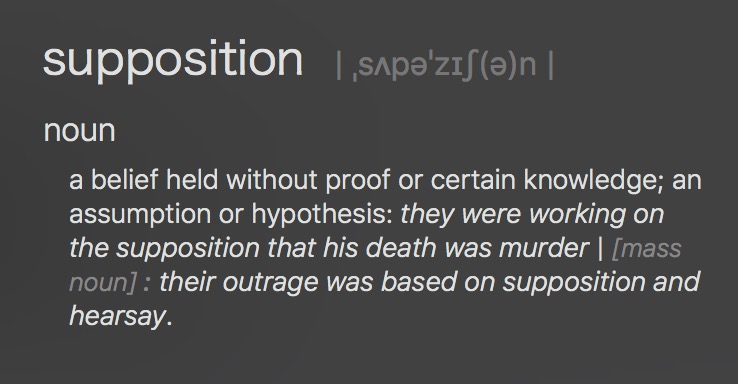 supposition | ˌsʌpəˈzɪʃ(ə)n |
noun
a belief held without proof or certain knowledge; an
assumption or hypothesis: they were working on
the supposition that his death was murder | [mass
noun] : their outrage was based on supposition and
hearsay.